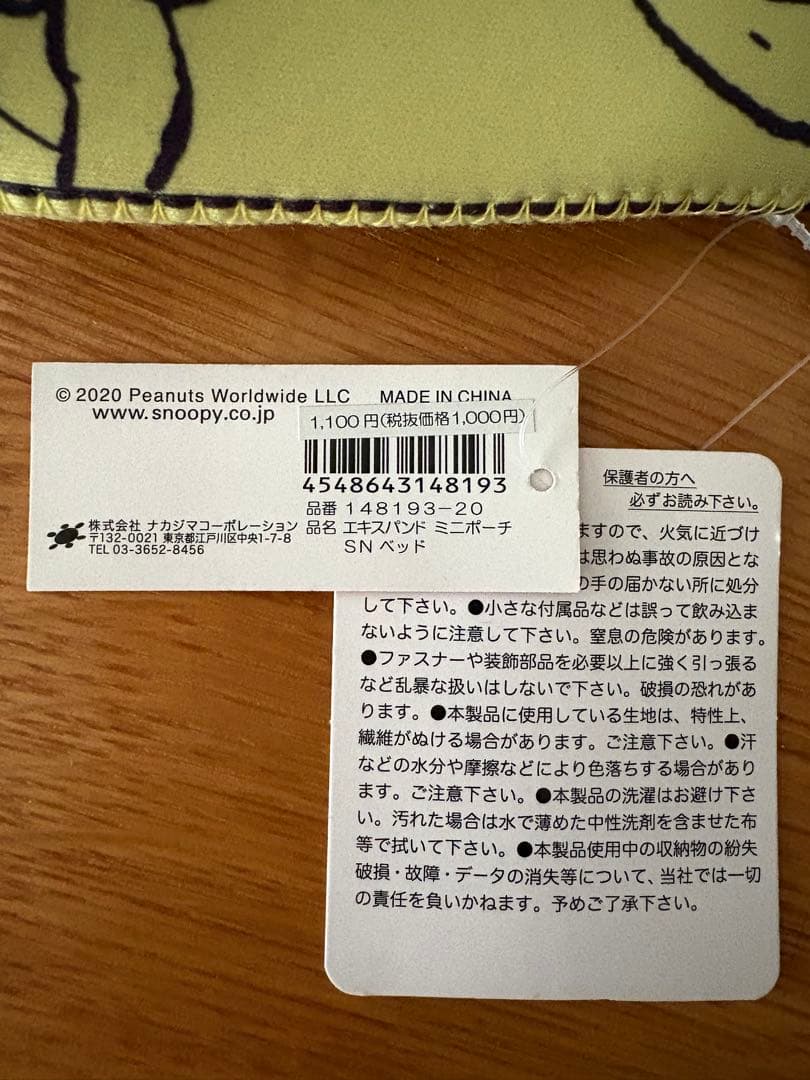 © 2020 Peanuts Worldwide LLC MADE IN CHINA
www.snoopy.co.jp
1,100円(税抜価格1,000円)
4548643148193
品番 148193-20
品名 エキスパンド ミニポーチ
SN ベッド
株式会社 ナカジマコーポレーション
〒132-0021 東京都江戸川区中央1-7-8
TEL 03-3652-8456
保護者の方へ
必ずお読み下さい。
ますので、火気に近づけ
は思わぬ事故の原因とな
の手の届かない所に処分
して下さい。●小さな付属品などは誤って飲み込ま
ないように注意して下さい。窒息の危険があります。
●ファスナーや装飾部品を必要以上に強く引っ張る
など乱暴な扱いはしないで下さい。破損の恐れがあ
ります。●本製品に使用している生地は、特性上、
繊維がぬける場合があります。ご注意下さい。●汗
などの水分や摩擦などにより色落ちする場合があり
ます。ご注意下さい。●本製品の洗濯はお避け下さ
い。汚れた場合は水で薄めた中性洗剤を含ませた布
等で拭いて下さい。●本製品使用中の収納物の紛失
破損・故障・データの消失等について、当社では一切
の責任を負いかねます。予めご了承下さい。